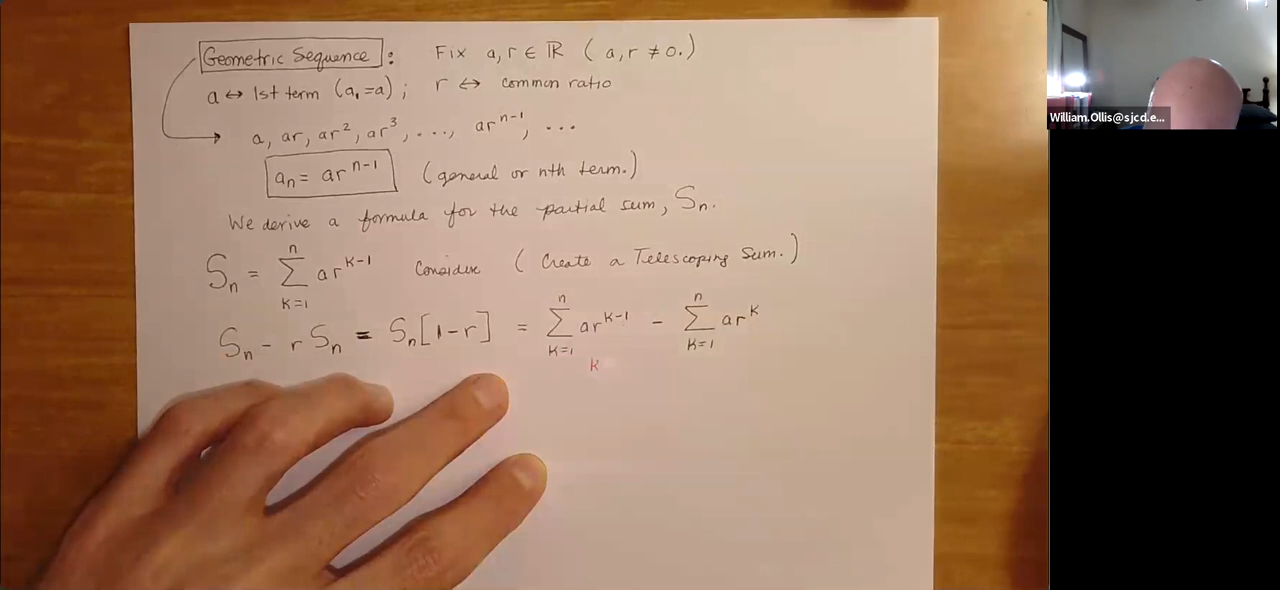 Geometric Sequence : Fix a, r ∈ ℝ ( a, r ≠ 0. )
a ↔ 1st term (a₁ = a) ; r ↔ common ratio
a, ar, ar², ar³, ..., arⁿ⁻¹, ...
aₙ = arⁿ⁻¹ (general or nth term.)
We derive a formula for the partial sum, Sₙ.
Sₙ = ∑ₖ₌₁ⁿ arᵏ⁻¹ Consider ( Create a Telescoping Sum. )
Sₙ - r Sₙ = Sₙ[1-r] = ∑ₖ₌₁ⁿ arᵏ⁻¹ - ∑ₖ₌₁ⁿ arᵏ
k
William.Ollis@sjcd.e...